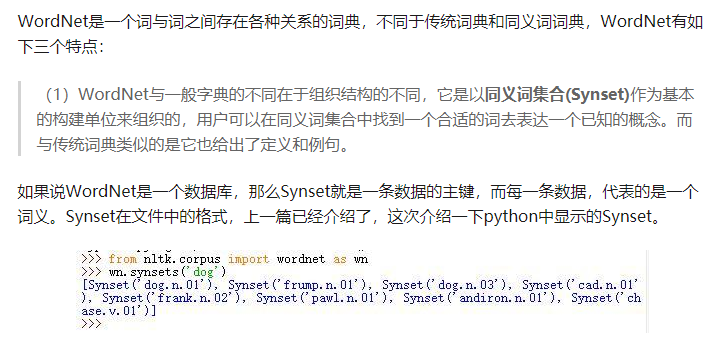 WordNet是一个词与词之间存在各种关系的词典，不同于传统词典和同义词词典，WordNet有如
下三个特点：
（1）WordNet与一般字典的不同在于组织结构的不同，它是以同义词集合(Synset)作为基本
的构建单位来组织的，用户可以在同义词集合中找到一个合适的词去表达一个已知的概念。而
与传统词典类似的是它也给出了定义和例句。
如果说WordNet是一个数据库，那么Synset就是一条数据的主键，而每一条数据，代表的是一个
词义。Synset在文件中的格式，上一篇已经介绍了，这次介绍一下python中显示的Synset。
>>> from nltk.corpus import wordnet as wn
>>> wn.synsets('dog')
[Synset('dog.n.01'), Synset('frump.n.01'), Synset('dog.n.03'), Synset('cad.n.01'
), Synset('frank.n.02'), Synset('pawl.n.01'), Synset('andiron.n.01'), Synset('ch
ase.v.01')]
>>>